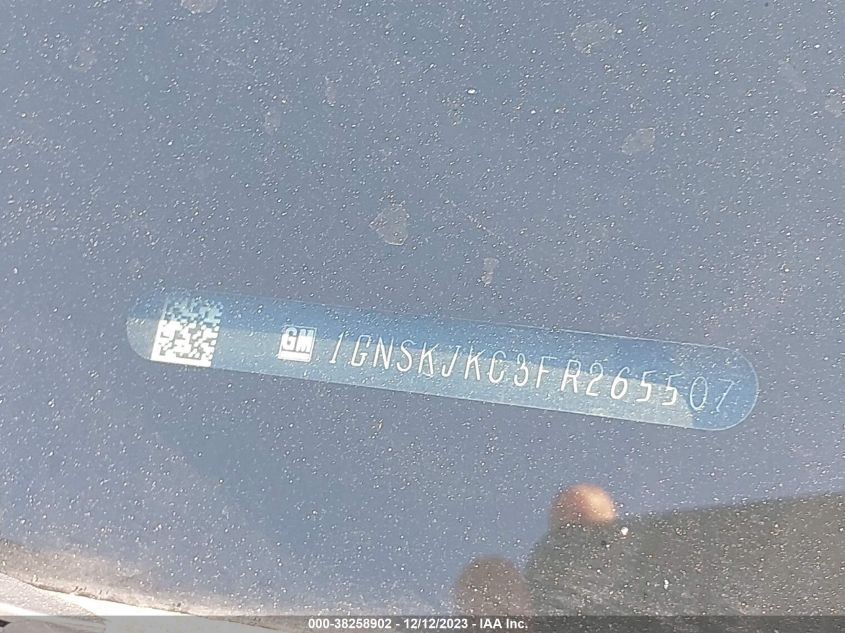 GM 1GNSKJKC3FR265507
000-38258902 - 12/12/2023 - IAA Inc.